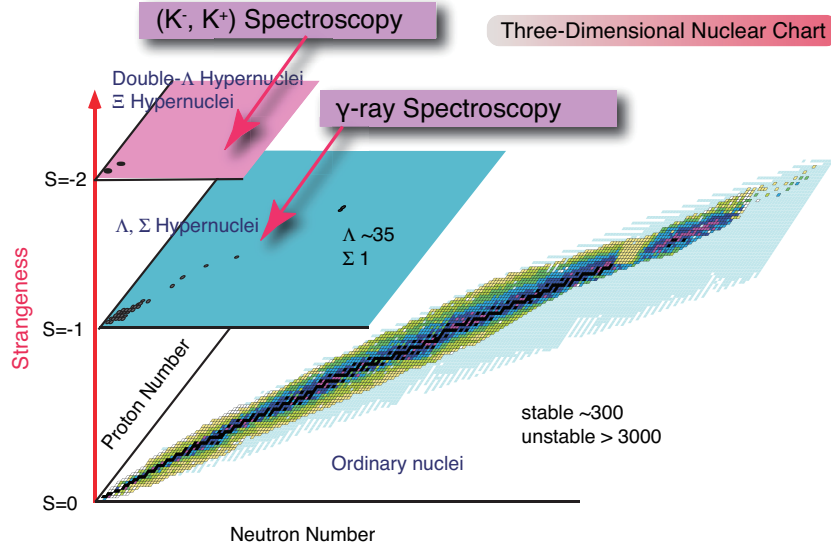 (K⁻, K⁺) Spectroscopy
Three-Dimensional Nuclear Chart
Double-Λ Hypernuclei
Ξ Hypernuclei
γ-ray Spectroscopy
S=-2
Λ, Σ Hypernuclei
Λ ~35
Σ 1
Strangeness
S=-1
Proton Number
stable ~300
unstable > 3000
Ordinary nuclei
S=0
Neutron Number